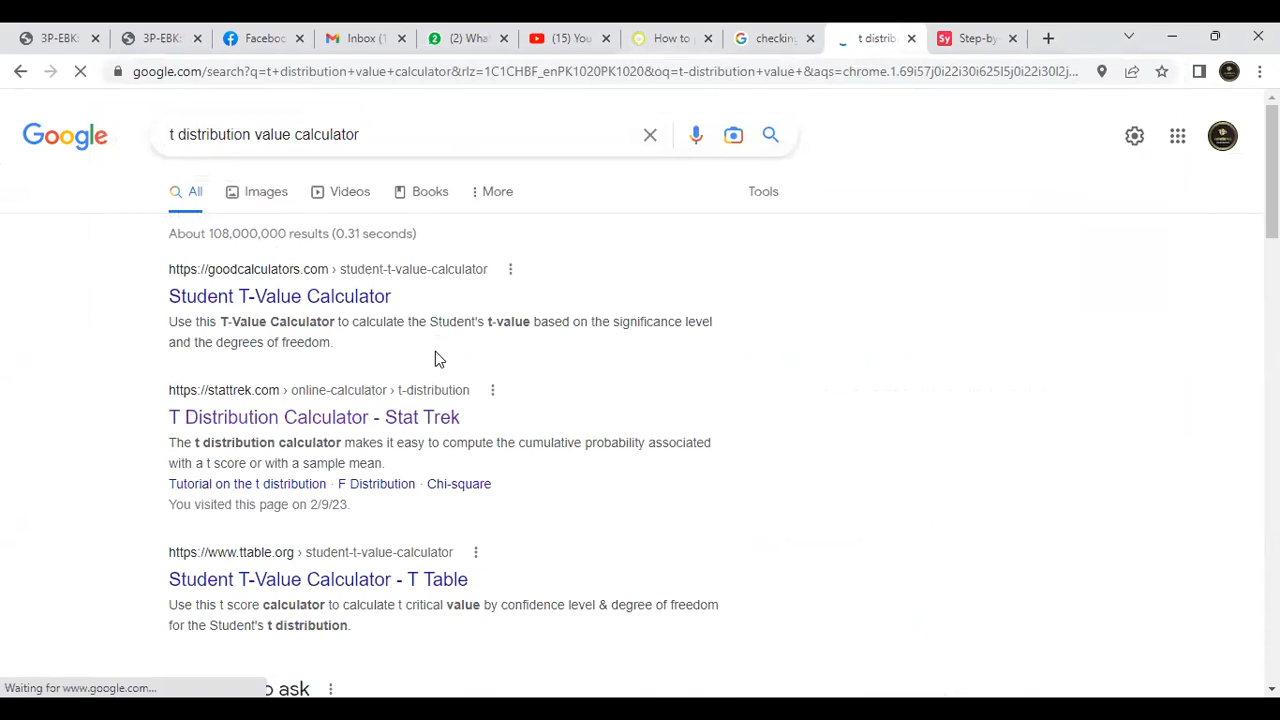 3P-EBK:
3P-EBK:
Faceboo
Inbox (1
2
(2) What
(15) You
How to
checking
t distrib
Sy
Step-by
google.com/search?q=t+distribution+value+calculator&rlz=1C1CHBF_enPK1020PK1020&oq=t-distribution+value+&aqs=chrome.1.69i57j0i22i30i625l5j0i22i30l2j...
Google
t distribution value calculator
All
Images
Videos
Books
More
Tools
About 108,000,000 results (0.31 seconds)
https://goodcalculators.com › student-t-value-calculator
Student T-Value Calculator
Use this T-Value Calculator to calculate the Student's t-value based on the significance level
and the degrees of freedom.
https://stattrek.com › online-calculator › t-distribution
T Distribution Calculator - Stat Trek
The t distribution calculator makes it easy to compute the cumulative probability associated
with a t score or with a sample mean.
Tutorial on the t distribution · F Distribution · Chi-square
You visited this page on 2/9/23.
https://www.ttable.org › student-t-value-calculator
Student T-Value Calculator - T Table
Use this t score calculator to calculate t critical value by confidence level & degree of freedom
for the Student's t distribution.
Waiting for www.google.com...
o ask